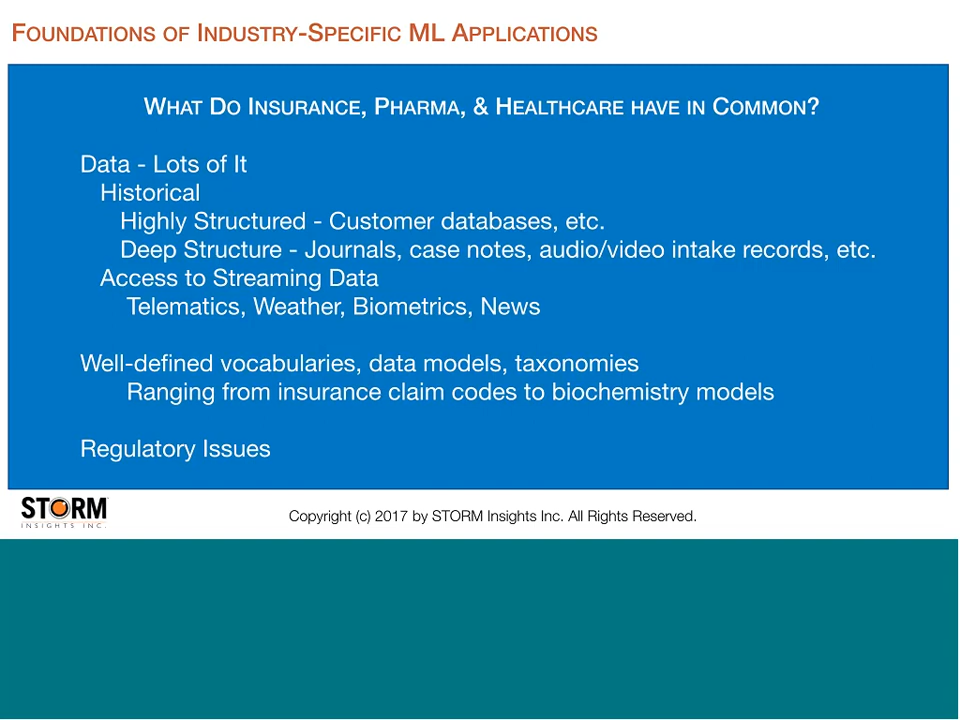 FOUNDATIONS OF INDUSTRY-SPECIFIC ML APPLICATIONS
WHAT DO INSURANCE, PHARMA, & HEALTHCARE HAVE IN COMMON?
Data - Lots of It
Historical
Highly Structured - Customer databases, etc.
Deep Structure - Journals, case notes, audio/video intake records, etc.
Access to Streaming Data
Telematics, Weather, Biometrics, News
Well-defined vocabularies, data models, taxonomies
Ranging from insurance claim codes to biochemistry models
Regulatory Issues
STORM
INSIGHTS INC.
Copyright (c) 2017 by STORM Insights Inc. All Rights Reserved.